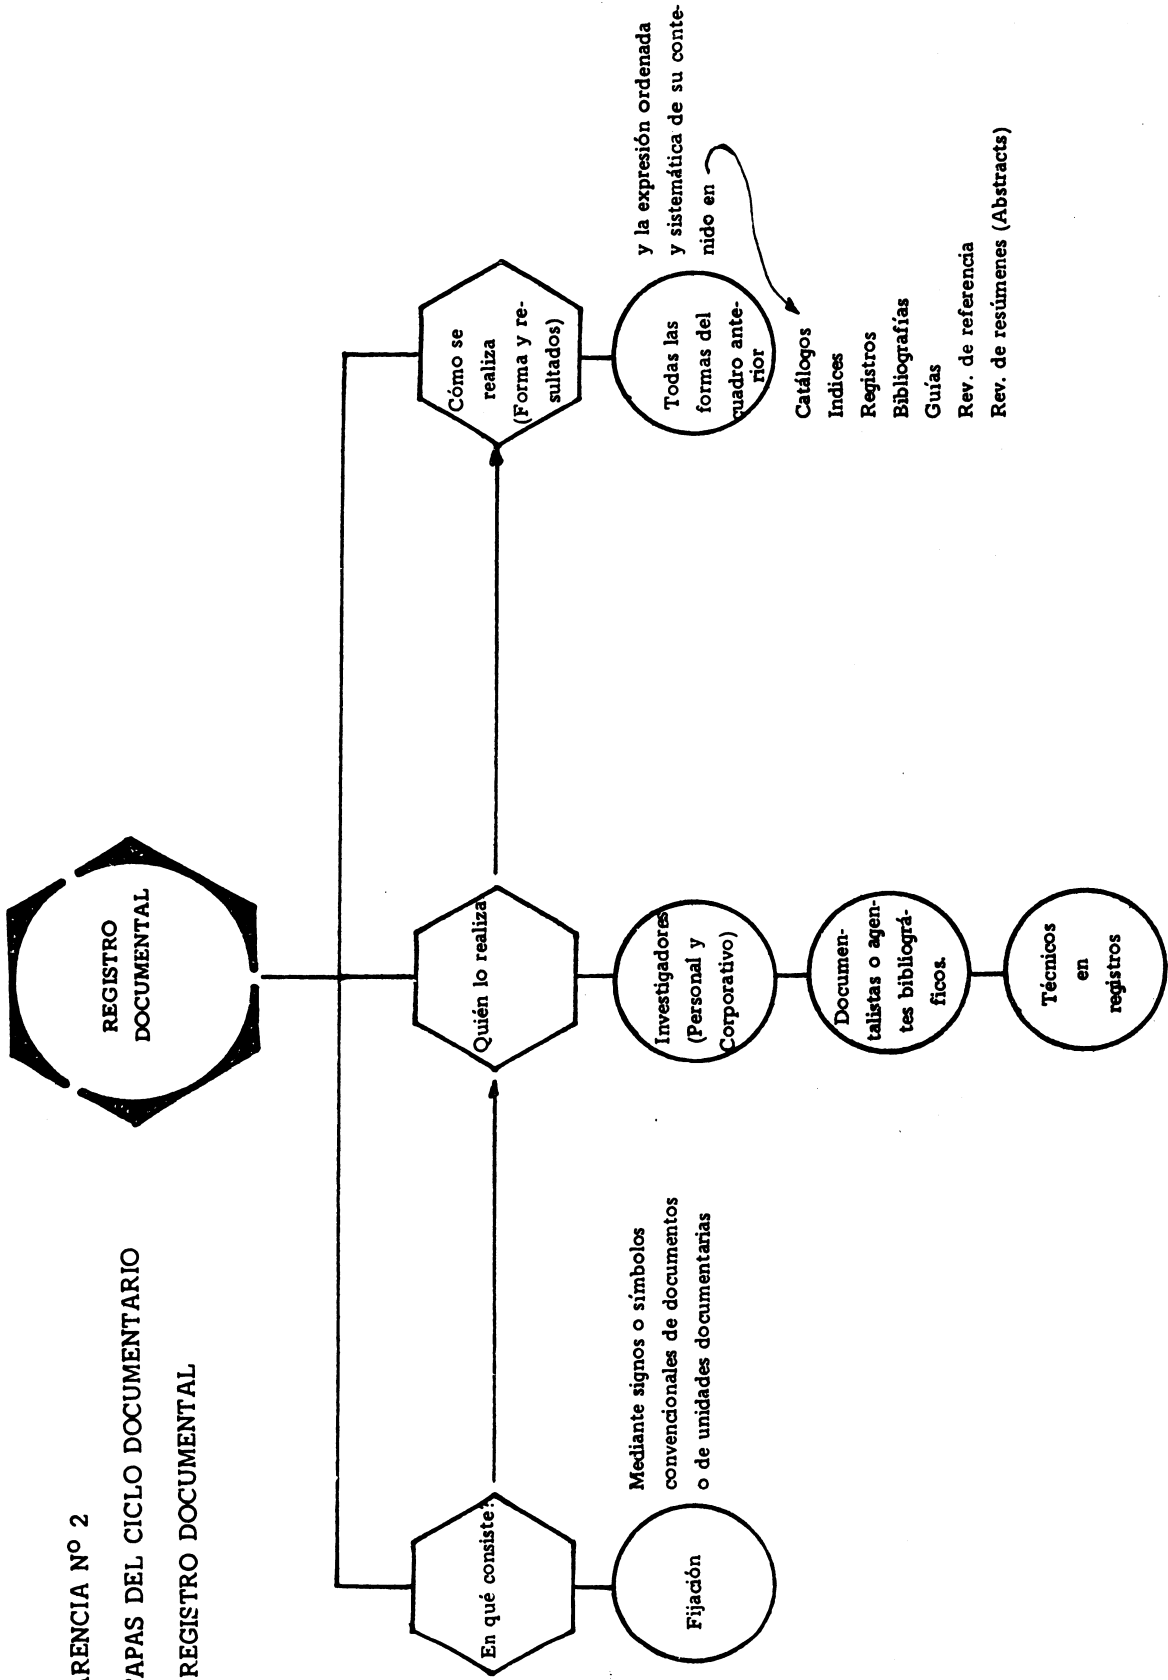 ARENCIA Nº 2
TAPAS DEL CICLO DOCUMENTARIO
REGISTRO DOCUMENTAL
REGISTRO
DOCUMENTAL
En qué consiste?
Fijación
Mediante signos o símbolos
convencionales de documentos
o de unidades documentarias
Quién lo realiza
Investigadores
(Personal y
Corporativo)
Documen-
talistas o agen-
tes bibliográ-
ficos.
Técnicos
en
registros
Cómo se
realiza
(Forma y re-
sultados)
Todas las
formas del
cuadro ante-
rior
y la expresión ordenada
y sistemática de su conte-
nido en
Catálogos
Indices
Registros
Bibliografías
Guías
Rev. de referencia
Rev. de resúmenes (Abstracts)